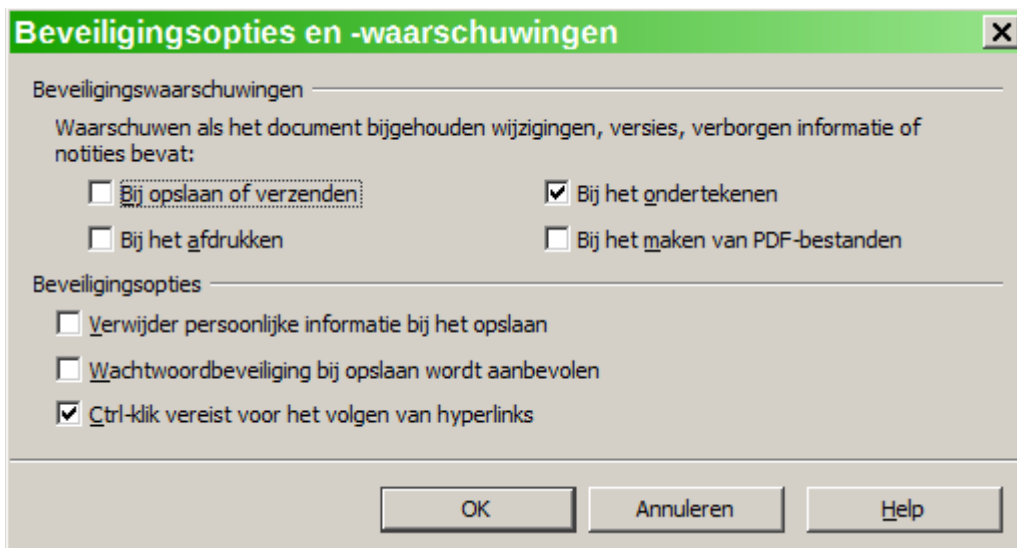 Beveiligingsopties en -waarschuwingen
Beveiligingswaarschuwingen
Waarschuwen als het document bijgehouden wijzigingen, versies, verborgen informatie of
notities bevat:
Bij opslaan of verzenden
Bij het ondertekenen
Bij het afdrukken
Bij het maken van PDF-bestanden
Beveiligingsopties
Verwijder persoonlijke informatie bij het opslaan
Wachtwoordbeveiliging bij opslaan wordt aanbevolen
Ctrl-klik vereist voor het volgen van hyperlinks
OK
Annuleren
Help